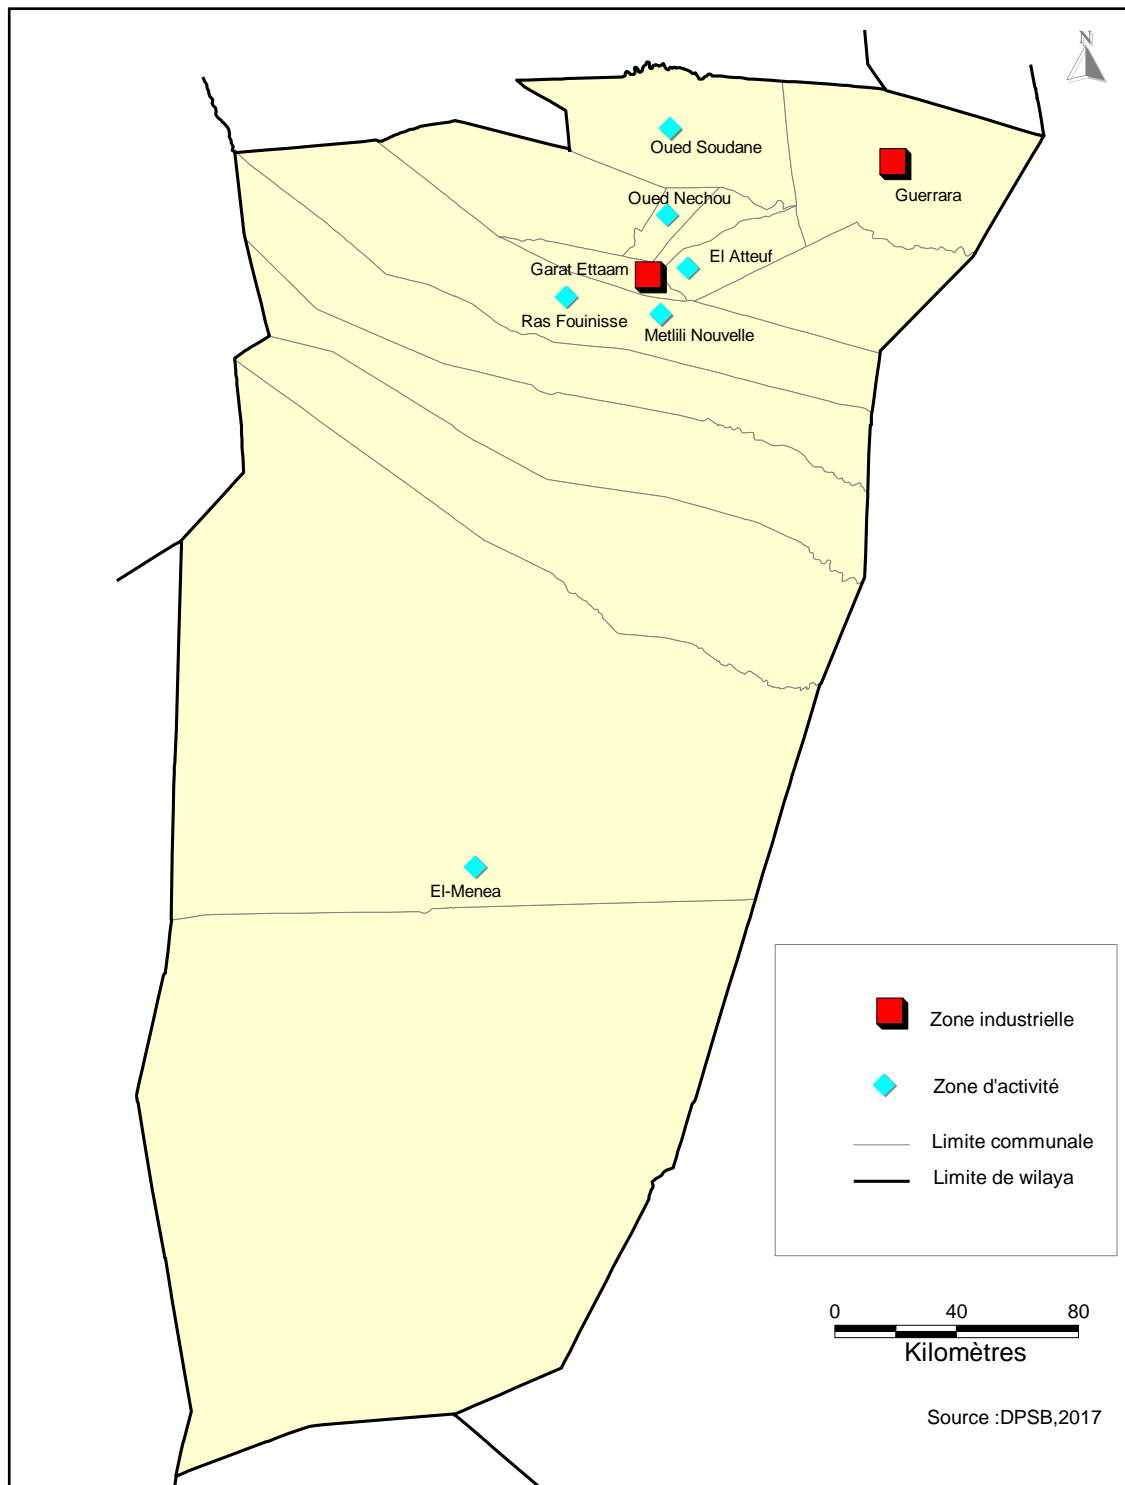 N
Oued Soudane
Guerrara
Oued Nechou
El Atteuf
Garat Ettaam
Ras Fouinisse
Metlili Nouvelle
El-Menea
Zone industrielle
Zone d'activité
Limite communale
Limite de wilaya
0 40 80
Kilomètres
Source :DPSB,2017